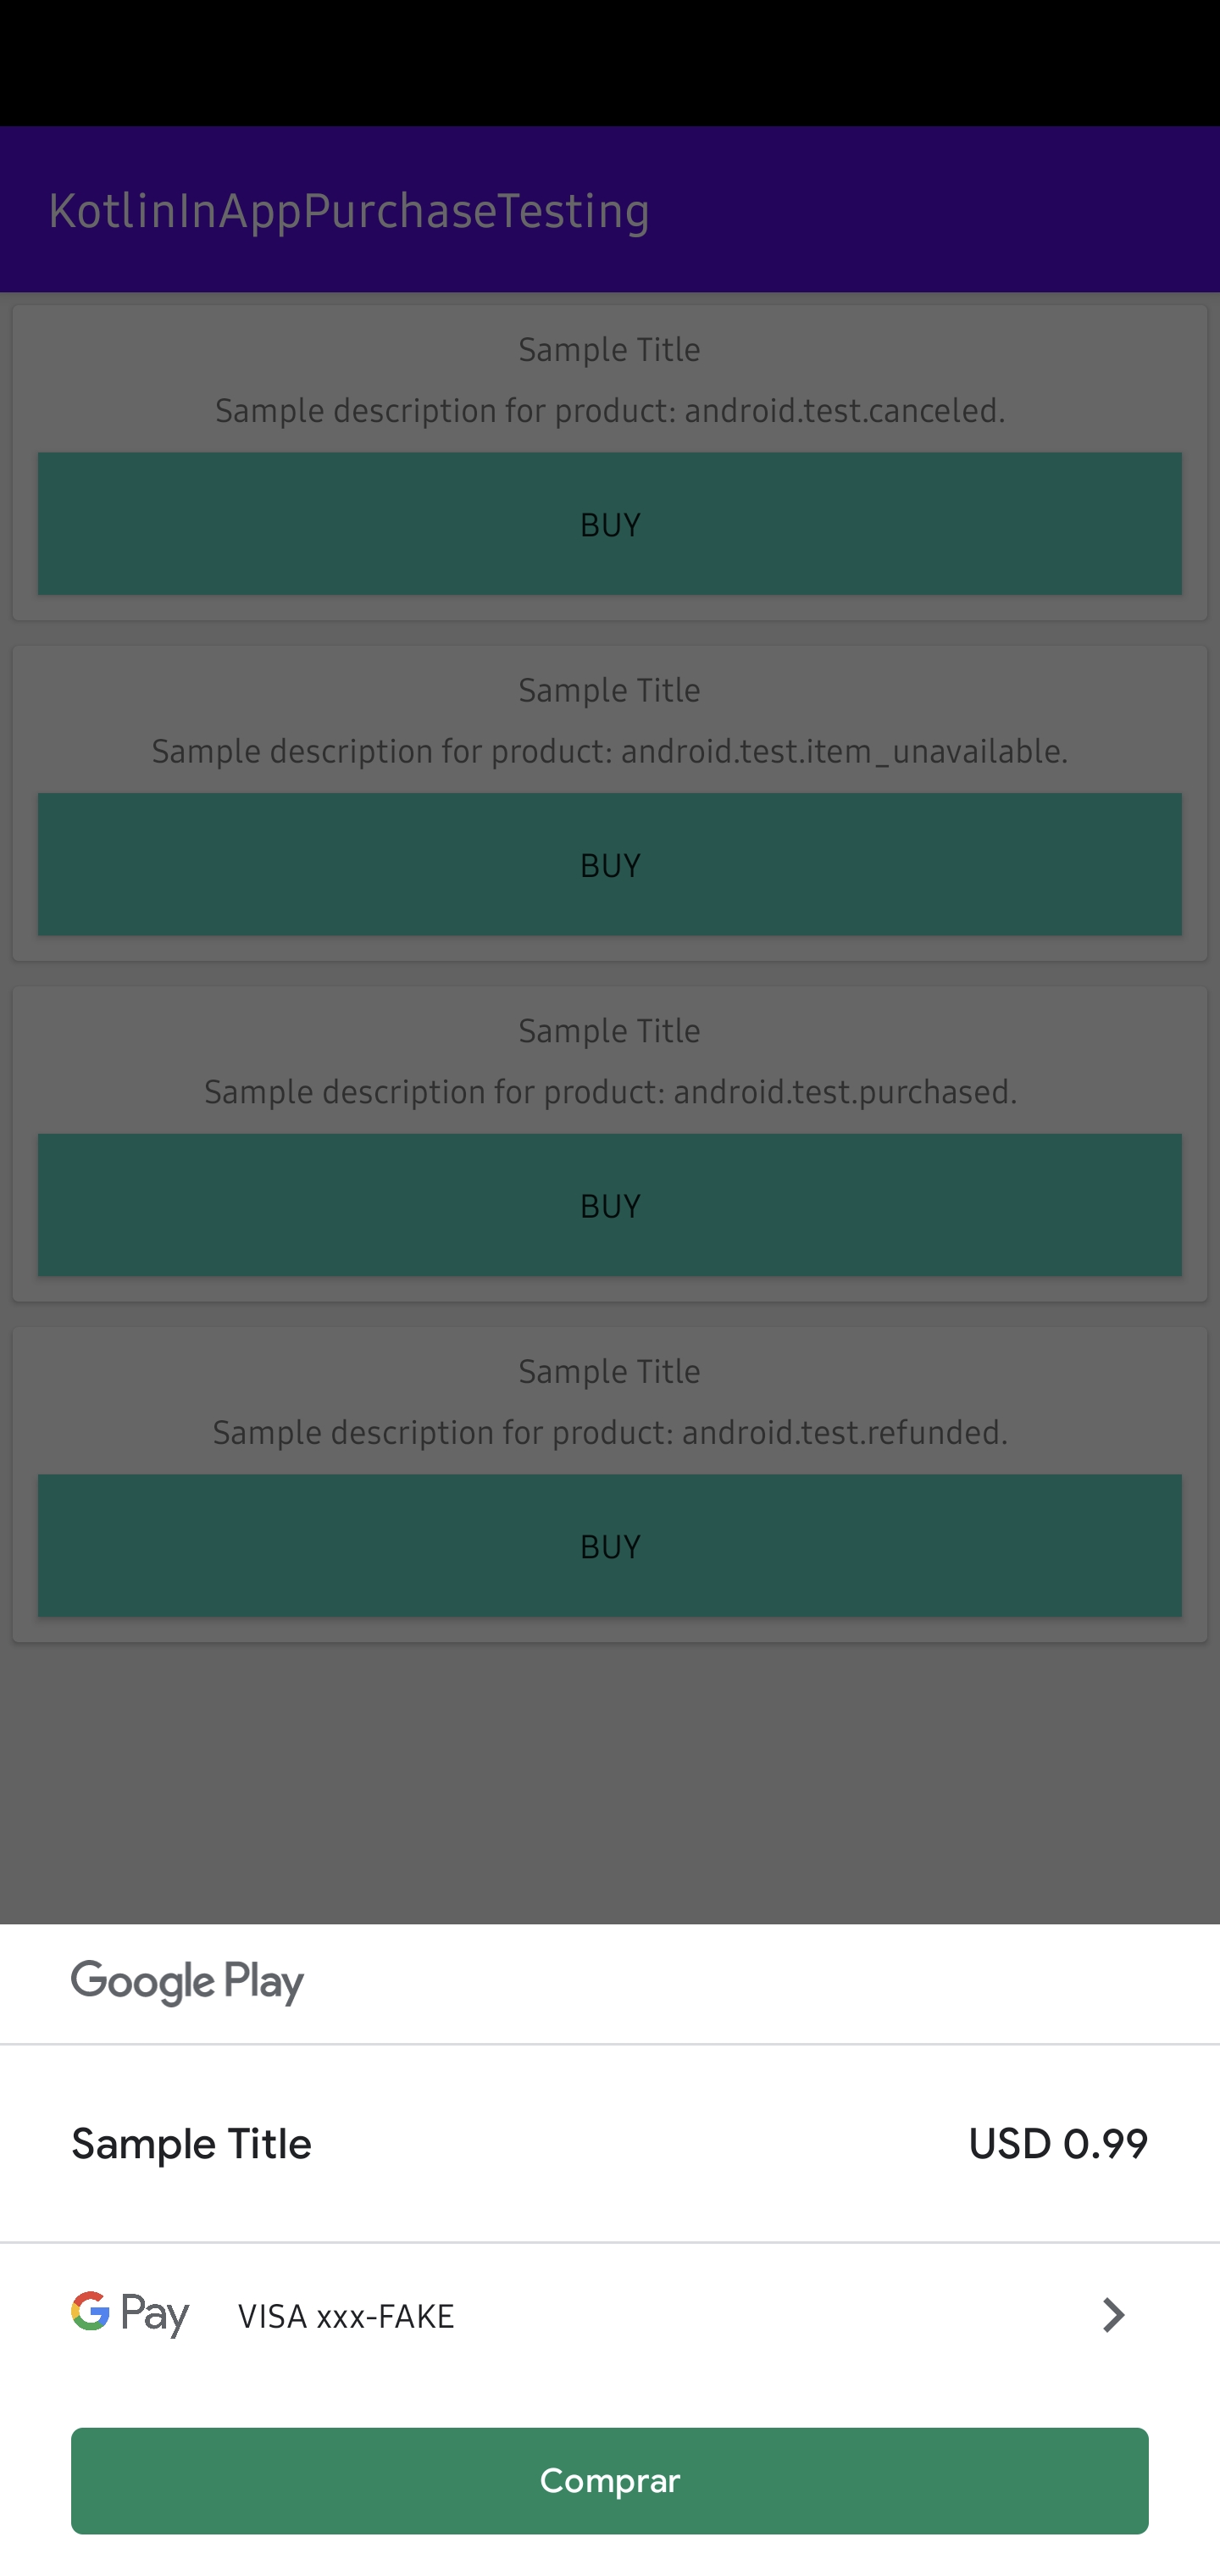 KotlinInAppPurchaseTesting
Sample Title
Sample description for product: android.test.canceled.
BUY
Sample Title
Sample description for product: android.test.item_unavailable.
BUY
Sample Title
Sample description for product: android.test.purchased.
BUY
Sample Title
Sample description for product: android.test.refunded.
BUY
Google Play
Sample Title USD 0.99
G Pay VISA xxx-FAKE
Comprar